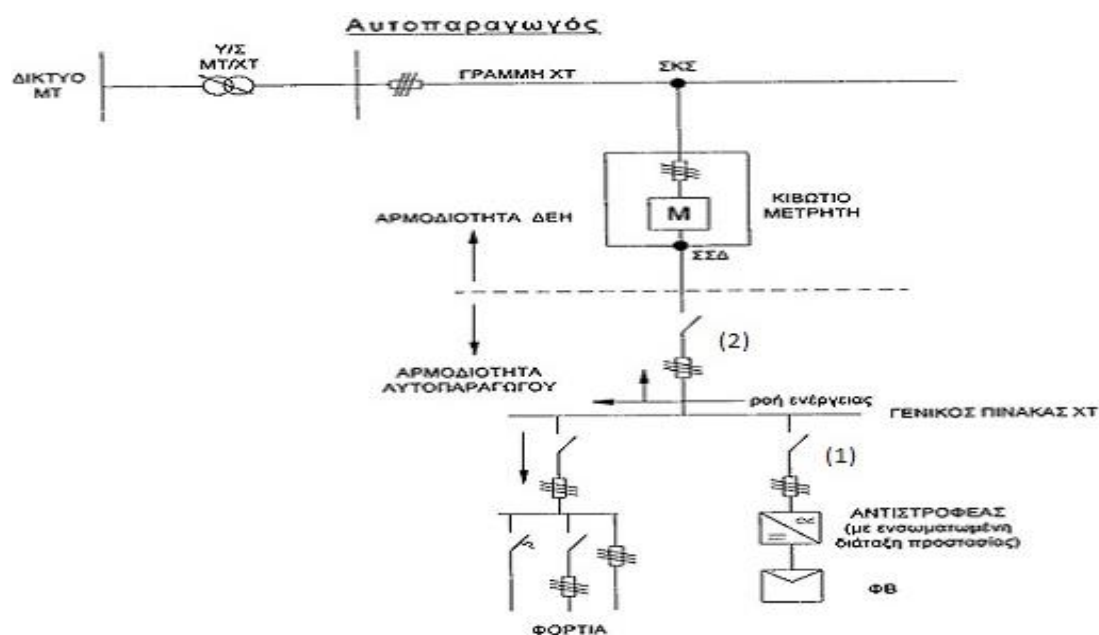 Αυτοπαραγωγός
Υ/Σ
ΜΤ/ΧΤ
ΔΙΚΤΥΟ
ΜΤ
ΓΡΑΜΜΗ ΧΤ
ΣΚΣ
ΚΙΒΩΤΙΟ
ΜΕΤΡΗΤΗ
M
ΣΣΔ
ΑΡΜΟΔΙΟΤΗΤΑ ΔΕΗ
(2)
ΑΡΜΟΔΙΟΤΗΤΑ
ΑΥΤΟΠΑΡΑΓΩΓΟΥ
ροή ενέργειας
ΓΕΝΙΚΟΣ ΠΙΝΑΚΑΣ ΧΤ
(1)
ΑΝΤΙΣΤΡΟΦΕΑΣ
(με ενσωματωμένη
διάταξη προστασίας)
ΦΒ
ΦΟΡΤΙΑ